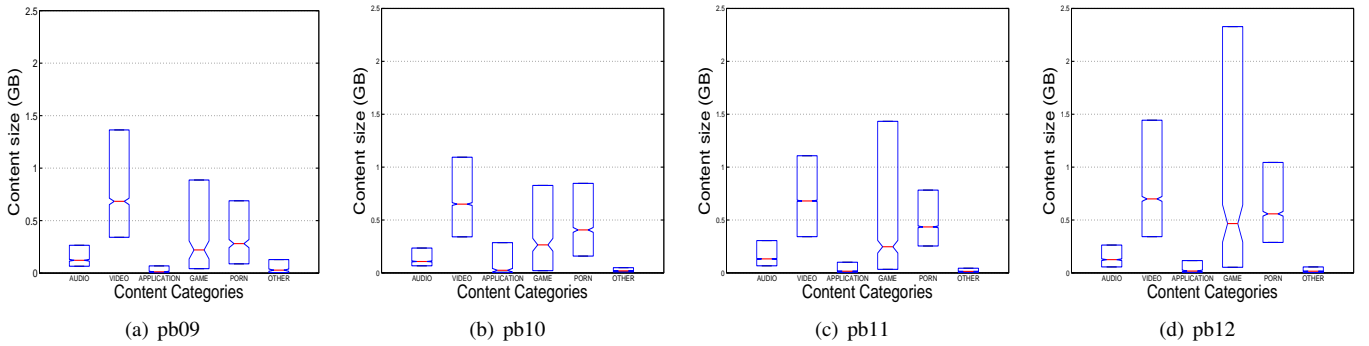 2.5
2
1.5
1
0.5
0
Content size (GB)
AUDIO VIDEO APPLICATION GAME PORN OTHER
Content Categories
(a) pb09
2.5
2
1.5
1
0.5
0
Content size (GB)
AUDIO VIDEO APPLICATION GAME PORN OTHER
Content Categories
(b) pb10
2.5
2
1.5
1
0.5
0
Content size (GB)
AUDIO VIDEO APPLICATION GAME PORN OTHER
Content Categories
(c) pb11
2.5
2
1.5
1
0.5
0
Content size (GB)
AUDIO VIDEO APPLICATION GAME PORN OTHER
Content Categories
(d) pb12